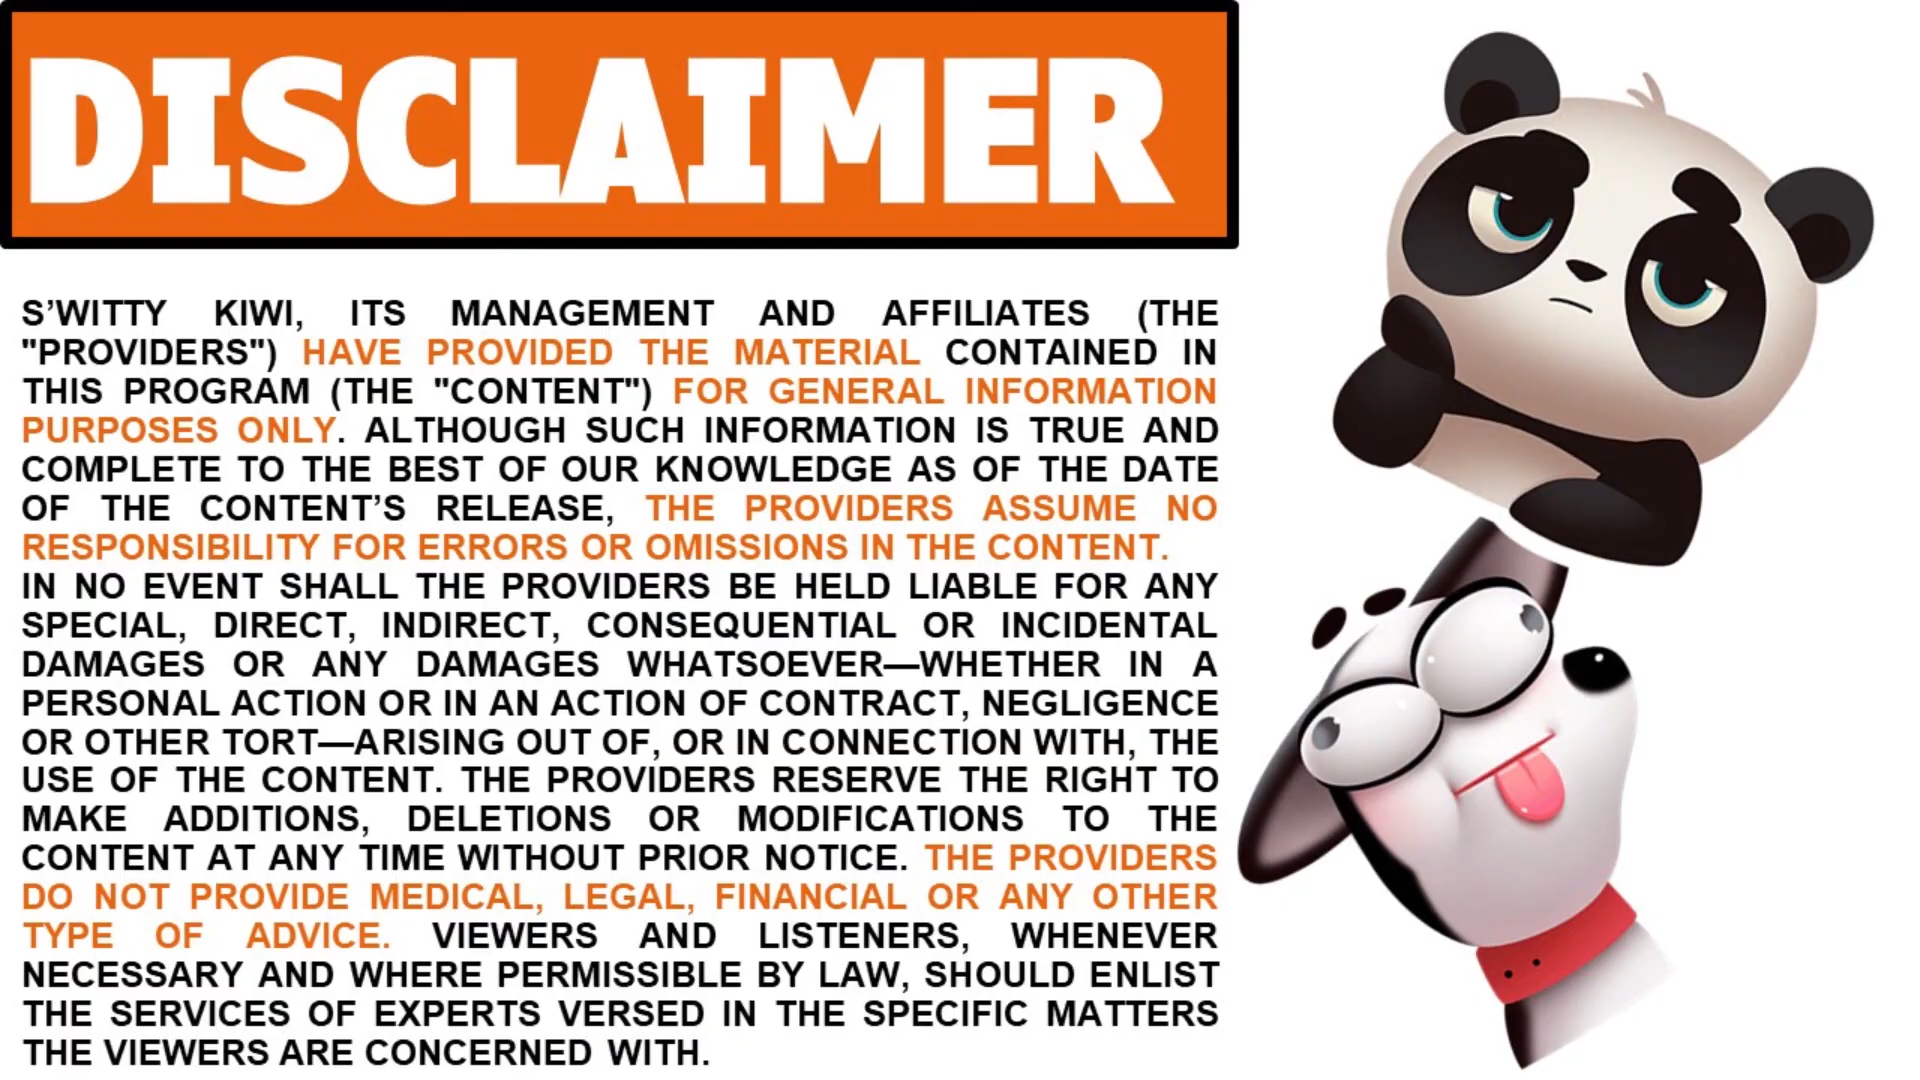 DISCLAIMER
S’WITTY KIWI, ITS MANAGEMENT AND AFFILIATES (THE
"PROVIDERS") HAVE PROVIDED THE MATERIAL CONTAINED IN
THIS PROGRAM (THE "CONTENT") FOR GENERAL INFORMATION
PURPOSES ONLY. ALTHOUGH SUCH INFORMATION IS TRUE AND
COMPLETE TO THE BEST OF OUR KNOWLEDGE AS OF THE DATE
OF THE CONTENT’S RELEASE, THE PROVIDERS ASSUME NO
RESPONSIBILITY FOR ERRORS OR OMISSIONS IN THE CONTENT.
IN NO EVENT SHALL THE PROVIDERS BE HELD LIABLE FOR ANY
SPECIAL, DIRECT, INDIRECT, CONSEQUENTIAL OR INCIDENTAL
DAMAGES OR ANY DAMAGES WHATSOEVER—WHETHER IN A
PERSONAL ACTION OR IN AN ACTION OF CONTRACT, NEGLIGENCE
OR OTHER TORT—ARISING OUT OF, OR IN CONNECTION WITH, THE
USE OF THE CONTENT. THE PROVIDERS RESERVE THE RIGHT TO
MAKE ADDITIONS, DELETIONS OR MODIFICATIONS TO THE
CONTENT AT ANY TIME WITHOUT PRIOR NOTICE. THE PROVIDERS
DO NOT PROVIDE MEDICAL, LEGAL, FINANCIAL OR ANY OTHER
TYPE OF ADVICE. VIEWERS AND LISTENERS, WHENEVER
NECESSARY AND WHERE PERMISSIBLE BY LAW, SHOULD ENLIST
THE SERVICES OF EXPERTS VERSED IN THE SPECIFIC MATTERS
THE VIEWERS ARE CONCERNED WITH.